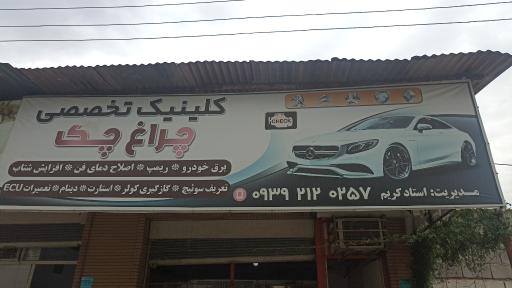 کلینیک تخصصی
چراغ چک
CHECK
برق خودرو ❋ ریمپ ❋ اصلاح دمای فن ❋ افزایش شتاب
تعریف سوئیچ ❋ گازگیری کولر ❋ استارت ❋ دینام ❋ تعمیرات ECU
مدیریت: استاد کریم ۰۹۳۹ ۲۱۲ ۰۲۵۷